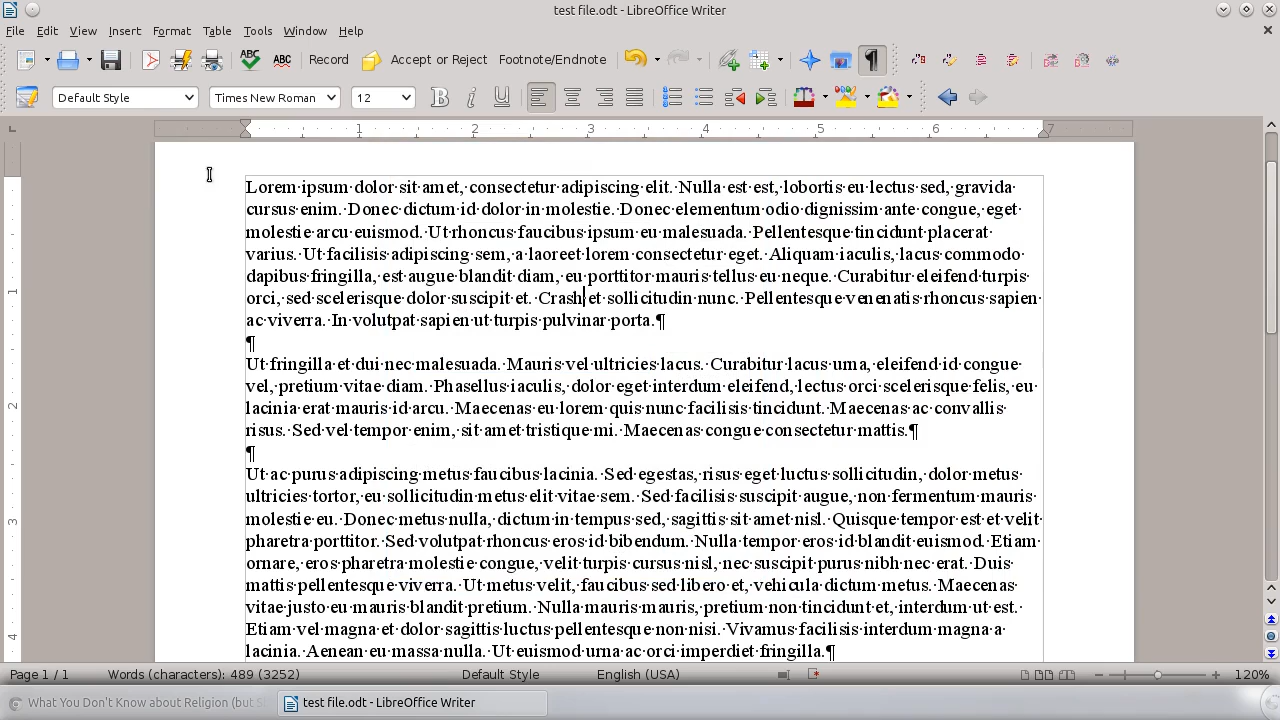 test file.odt - LibreOffice Writer
File Edit View Insert Format Table Tools Window Help
Record Accept or Reject Footnote/Endnote
Default Style Times New Roman 12
1 2 3 4 5 6 7
Lorem ipsum dolor sit amet, consectetur adipiscing elit. Nulla est est, lobortis eu lectus sed, gravida
cursus enim. Donec dictum id dolor in molestie. Donec elementum odio dignissim ante congue, eget
molestie arcu euismod. Ut rhoncus faucibus ipsum eu malesuada. Pellentesque tincidunt placerat
varius. Ut facilisis adipiscing sem, a laoreet lorem consectetur eget. Aliquam iaculis, lacus commodo
dapibus fringilla, est augue blandit diam, eu porttitor mauris tellus eu neque. Curabitur eleifend turpis
orci, sed scelerisque dolor suscipit et. Crash et sollicitudin nunc. Pellentesque venenatis rhoncus sapien
ac viverra. In volutpat sapien ut turpis pulvinar porta.¶
¶
Ut fringilla et dui nec malesuada. Mauris vel ultricies lacus. Curabitur lacus urna, eleifend id congue
vel, pretium vitae diam. Phasellus iaculis, dolor eget interdum eleifend, lectus orci scelerisque felis, eu
lacinia erat mauris id arcu. Maecenas eu lorem quis nunc facilisis tincidunt. Maecenas ac convallis
risus. Sed vel tempor enim, sit amet tristique mi. Maecenas congue consectetur mattis.¶
¶
Ut ac purus adipiscing metus faucibus lacinia. Sed egestas, risus eget luctus sollicitudin, dolor metus
ultricies tortor, eu sollicitudin metus elit vitae sem. Sed facilisis suscipit augue, non fermentum mauris
molestie eu. Donec metus nulla, dictum in tempus sed, sagittis sit amet nisl. Quisque tempor est et velit
pharetra porttitor. Sed volutpat rhoncus eros id bibendum. Nulla tempor eros id blandit euismod. Etiam
ornare, eros pharetra molestie congue, velit turpis cursus nisl, nec suscipit purus nibh nec erat. Duis
mattis pellentesque viverra. Ut metus velit, faucibus sed libero et, vehicula dictum metus. Maecenas
vitae justo eu mauris blandit pretium. Nulla mauris mauris, pretium non tincidunt et, interdum ut est.
Etiam vel magna et dolor sagittis luctus pellentesque non nisi. Vivamus facilisis interdum magna a
lacinia. Aenean eu massa nulla. Ut euismod urna ac orci imperdiet fringilla.¶
1
2
3
4
Page 1 / 1 Words (characters): 489 (3252) Default Style English (USA) 120%
What You Don't Know about Religion (but test file.odt - LibreOffice Writer